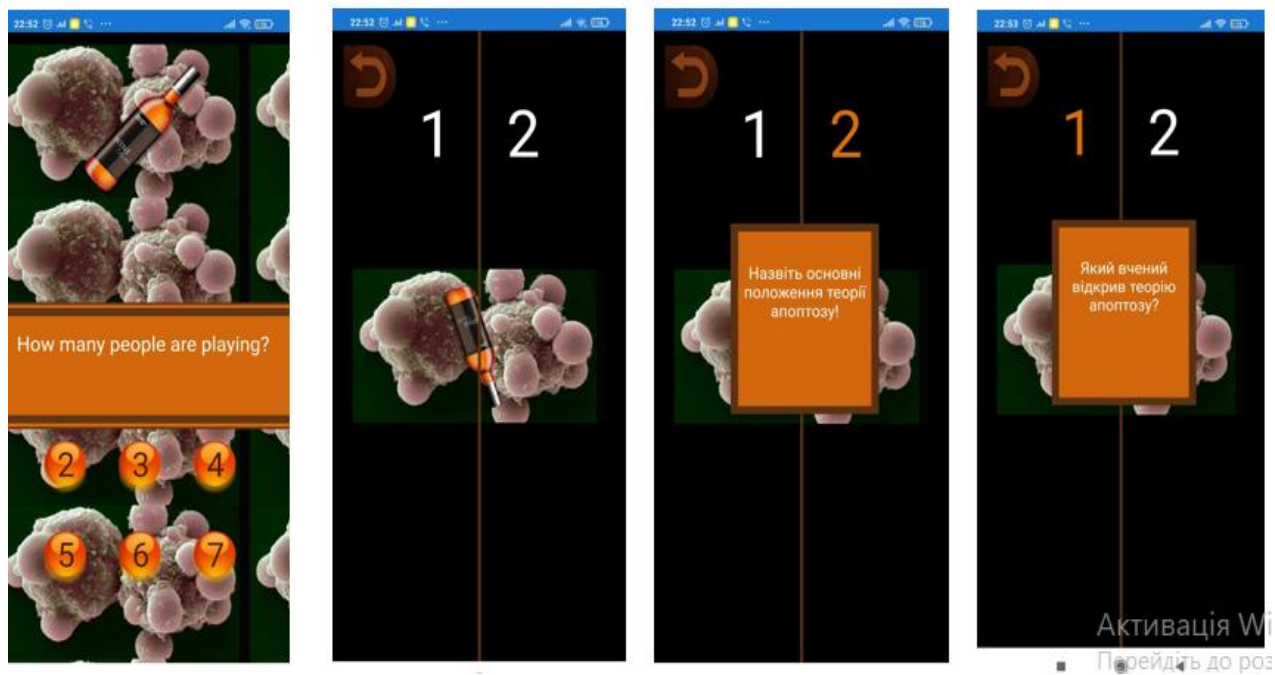 22:52
How many people are playing?
2 3 4
5 6 7
22:52
1 2
22:52
1 2
Назвіть основні
положення теорії
апоптозу!
22:53
1 2
Який вчений
відкрив теорію
апоптозу?
Активація Wi
Перейдіть до роз